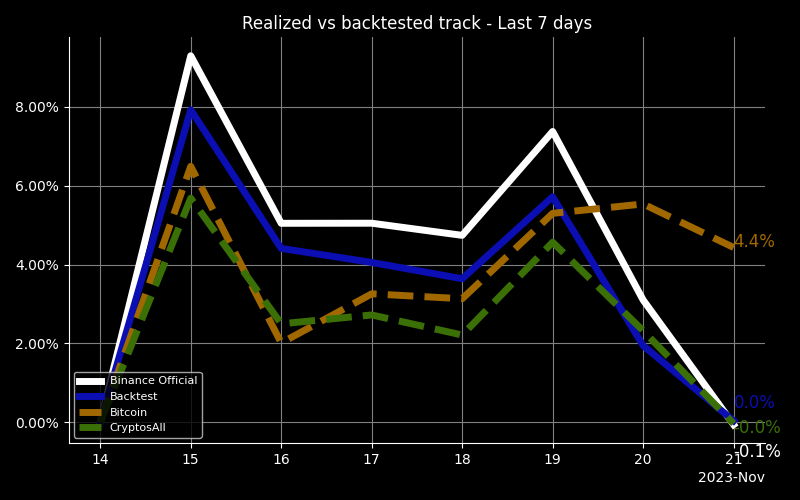 Realized vs backtested track - Last 7 days
8.00%
6.00%
4.00%
2.00%
0.00%
4.4%
0.0%
-0.0%
-0.1%
Binance Official
Backtest
Bitcoin
CryptosAll
14 15 16 17 18 19 20 21
2023-Nov